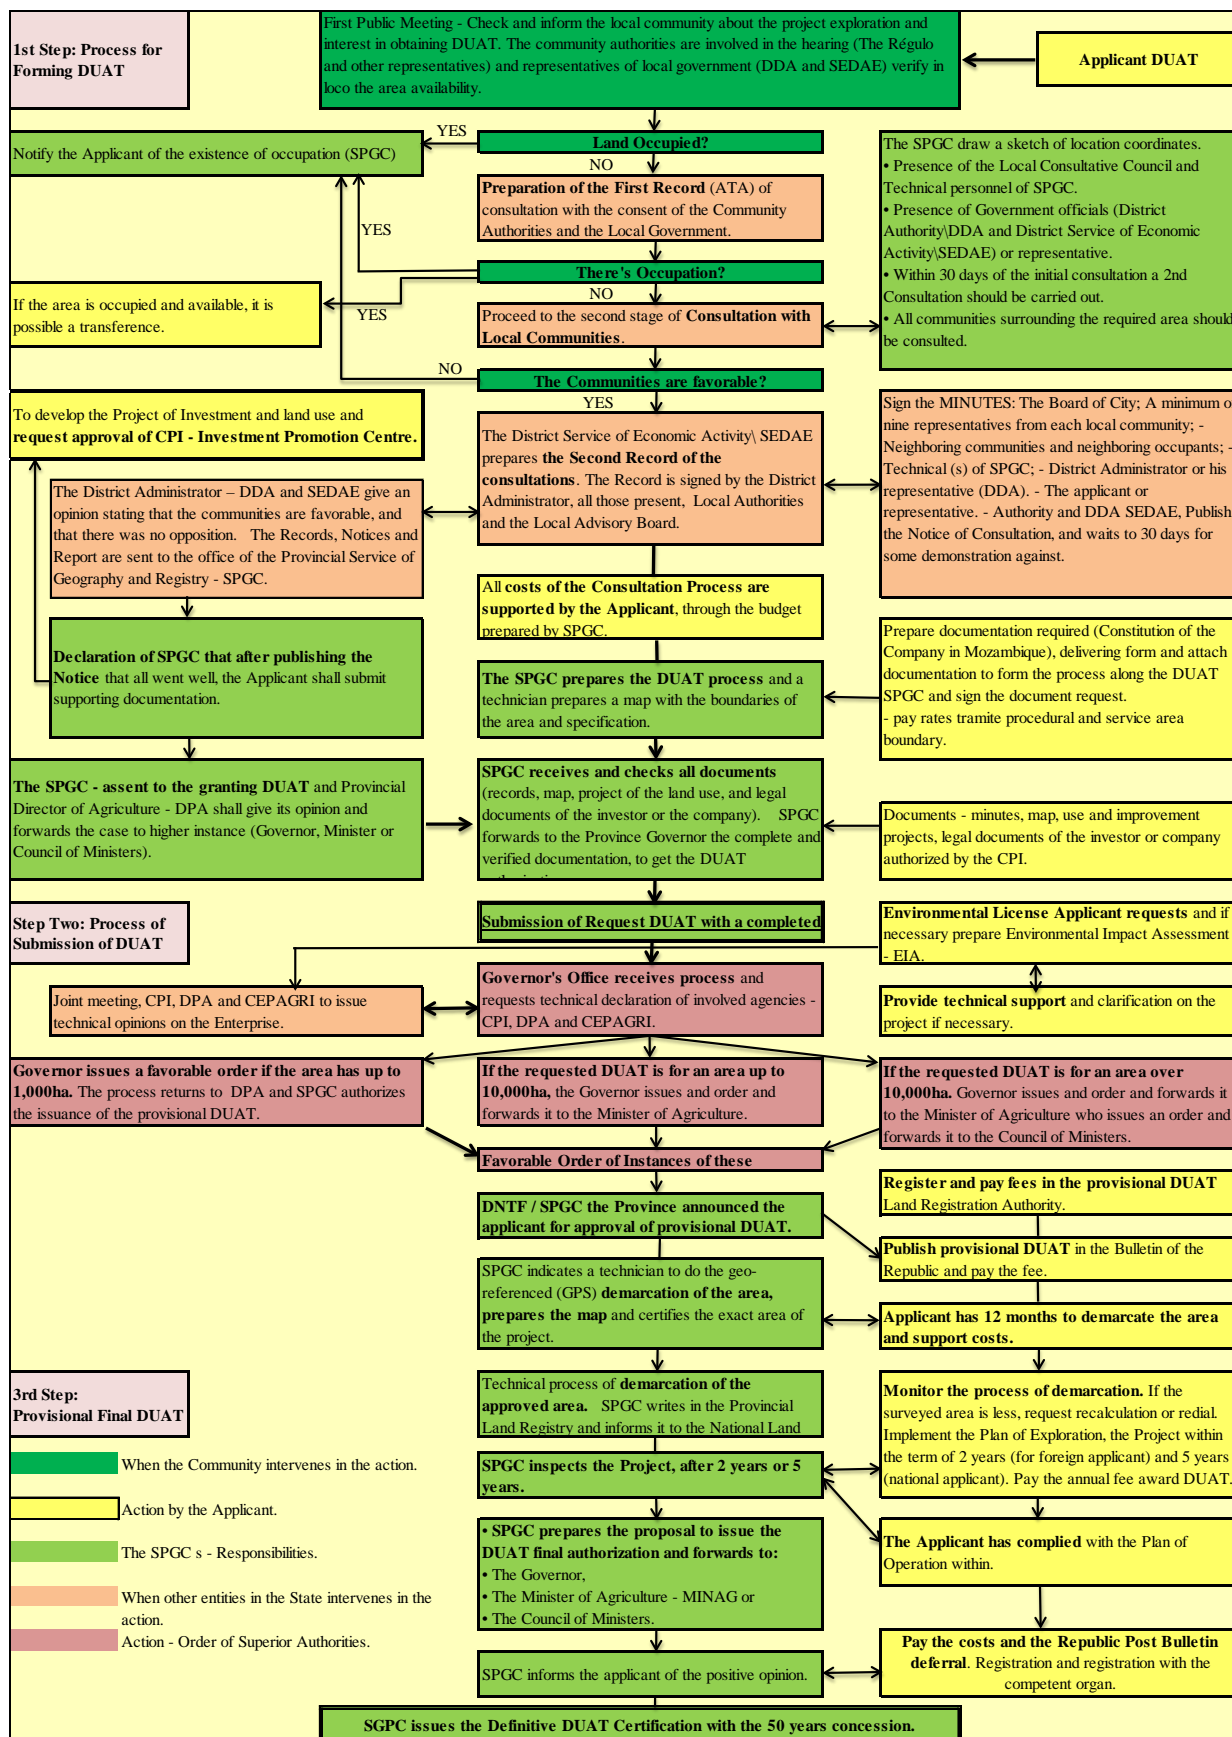 1st Step: Process for
Forming DUAT
First Public Meeting - Check and inform the local community about the project exploration and
interest in obtaining DUAT. The community authorities are involved in the hearing (The Régulo
and other representatives) and representatives of local government (DDA and SEDAE) verify in
loco the area availability.
Applicant DUAT
YES
Notify the Applicant of the existence of occupation (SPGC)
Land Occupied?
NO
The SPGC draw a sketch of location coordinates.
• Presence of the Local Consultative Council and
Technical personnel of SPGC.
• Presence of Government officials (District
Authority\DDA and District Service of Economic
Activity\SEDAE) or representative.
• Within 30 days of the initial consultation a 2nd
Consultation should be carried out.
• All communities surrounding the required area should
be consulted.
Preparation of the First Record (ATA) of
consultation with the consent of the Community
Authorities and the Local Government.
YES
There's Occupation?
NO
YES
If the area is occupied and available, it is
possible a transference.
Proceed to the second stage of Consultation with
Local Communities.
NO
The Communities are favorable?
YES
To develop the Project of Investment and land use and
request approval of CPI - Investment Promotion Centre.
The District Service of Economic Activity\ SEDAE
prepares the Second Record of the
consultations. The Record is signed by the District
Administrator, all those present, Local Authorities
and the Local Advisory Board.
Sign the MINUTES: The Board of City; A minimum o
nine representatives from each local community; -
Neighboring communities and neighboring occupants; -
Technical (s) of SPGC; - District Administrator or his
representative (DDA). - The applicant or
representative. - Authority and DDA SEDAE, Publish
the Notice of Consultation, and waits to 30 days for
some demonstration against.
The District Administrator – DDA and SEDAE give an
opinion stating that the communities are favorable, and
that there was no opposition. The Records, Notices and
Report are sent to the office of the Provincial Service of
Geography and Registry - SPGC.
All costs of the Consultation Process are
supported by the Applicant, through the budget
prepared by SPGC.
Declaration of SPGC that after publishing the
Notice that all went well, the Applicant shall submit
supporting documentation.
The SPGC prepares the DUAT process and a
technician prepares a map with the boundaries of
the area and specification.
Prepare documentation required (Constitution of the
Company in Mozambique), delivering form and attach
documentation to form the process along the DUAT
SPGC and sign the document request.
- pay rates tramite procedural and service area
boundary.
The SPGC - assent to the granting DUAT and Provincial
Director of Agriculture - DPA shall give its opinion and
forwards the case to higher instance (Governor, Minister or
Council of Ministers).
SPGC receives and checks all documents
(records, map, project of the land use, and legal
documents of the investor or the company). SPGC
forwards to the Province Governor the complete and
verified documentation, to get the DUAT
Documents - minutes, map, use and improvement
projects, legal documents of the investor or company
authorized by the CPI.
Step Two: Process of
Submission of DUAT
Submission of Request DUAT with a completed
Environmental License Applicant requests and if
necessary prepare Environmental Impact Assessment
- EIA.
Joint meeting, CPI, DPA and CEPAGRI to issue
technical opinions on the Enterprise.
Governor's Office receives process and
requests technical declaration of involved agencies -
CPI, DPA and CEPAGRI.
Provide technical support and clarification on the
project if necessary.
Governor issues a favorable order if the area has up to
1,000ha. The process returns to DPA and SPGC authorizes
the issuance of the provisional DUAT.
If the requested DUAT is for an area up to
10,000ha, the Governor issues and order and
forwards it to the Minister of Agriculture.
If the requested DUAT is for an area over
10,000ha. Governor issues and order and forwards it
to the Minister of Agriculture who issues an order and
forwards it to the Council of Ministers.
Favorable Order of Instances of these
DNTF / SPGC the Province announced the
applicant for approval of provisional DUAT.
Register and pay fees in the provisional DUAT
Land Registration Authority.
Publish provisional DUAT in the Bulletin of the
Republic and pay the fee.
SPGC indicates a technician to do the geo-
referenced (GPS) demarcation of the area,
prepares the map and certifies the exact area of
the project.
Applicant has 12 months to demarcate the area
and support costs.
3rd Step:
Provisional Final DUAT
Technical process of demarcation of the
approved area. SPGC writes in the Provincial
Land Registry and informs it to the National Land
Monitor the process of demarcation. If the
surveyed area is less, request recalculation or redial.
Implement the Plan of Exploration, the Project within
the term of 2 years (for foreign applicant) and 5 years
(national applicant). Pay the annual fee award DUAT.
SPGC inspects the Project, after 2 years or 5
years.
When the Community intervenes in the action.
Action by the Applicant.
The SPGC s - Responsibilities.
When other entities in the State intervenes in the
action.
Action - Order of Superior Authorities.
• SPGC prepares the proposal to issue the
DUAT final authorization and forwards to:
• The Governor,
• The Minister of Agriculture - MINAG or
• The Council of Ministers.
The Applicant has complied with the Plan of
Operation within.
SPGC informs the applicant of the positive opinion.
Pay the costs and the Republic Post Bulletin
deferral. Registration and registration with the
competent organ.
SGPC issues the Definitive DUAT Certification with the 50 years concession.